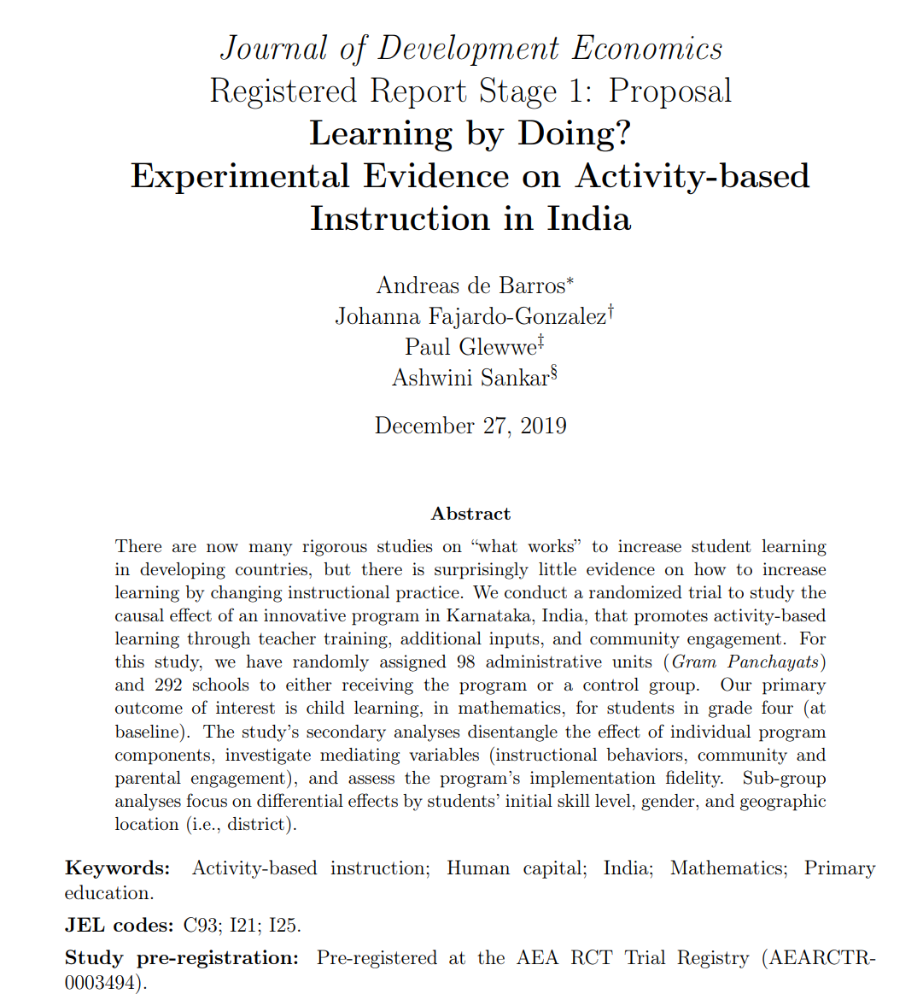 Journal of Development Economics
Registered Report Stage 1: Proposal
Learning by Doing?
Experimental Evidence on Activity-based
Instruction in India
Andreas de Barros*
Johanna Fajardo-Gonzalez†
Paul Glewwe‡
Ashwini Sankar§
December 27, 2019
Abstract
There are now many rigorous studies on “what works” to increase student learning
in developing countries, but there is surprisingly little evidence on how to increase
learning by changing instructional practice. We conduct a randomized trial to study the
causal effect of an innovative program in Karnataka, India, that promotes activity-based
learning through teacher training, additional inputs, and community engagement. For
this study, we have randomly assigned 98 administrative units (Gram Panchayats)
and 292 schools to either receiving the program or a control group. Our primary
outcome of interest is child learning, in mathematics, for students in grade four (at
baseline). The study’s secondary analyses disentangle the effect of individual program
components, investigate mediating variables (instructional behaviors, community and
parental engagement), and assess the program’s implementation fidelity. Sub-group
analyses focus on differential effects by students’ initial skill level, gender, and geographic
location (i.e., district).
Keywords: Activity-based instruction; Human capital; India; Mathematics; Primary
education.
JEL codes: C93; I21; I25.
Study pre-registration: Pre-registered at the AEA RCT Trial Registry (AEARCTR-
0003494).